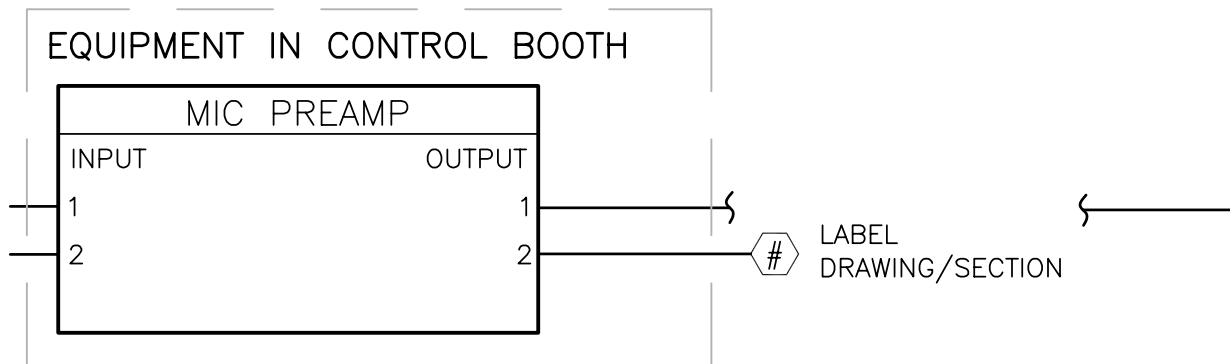 EQUIPMENT IN CONTROL BOOTH
MIC PREAMP
INPUT OUTPUT
1 1
2 2
#
LABEL
DRAWING/SECTION